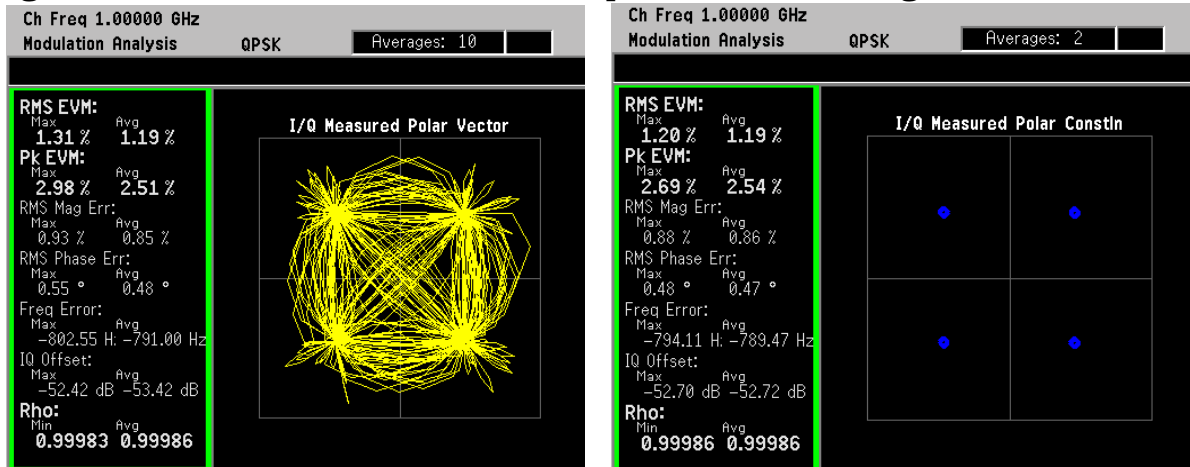 Ch Freq 1.00000 GHz
Modulation Analysis QPSK Averages: 10
RMS EVM:
Max Avg
1.31 % 1.19 %
Pk EVM:
Max Avg
2.98 % 2.51 %
RMS Mag Err:
Max Avg
0.93 % 0.85 %
RMS Phase Err:
Max Avg
0.55 ° 0.48 °
Freq Error:
Max Avg
-802.55 H: -791.00 Hz
IQ Offset:
Max Avg
-52.42 dB -53.42 dB
Rho:
Min Avg
0.99983 0.99986
I/Q Measured Polar Vector
Ch Freq 1.00000 GHz
Modulation Analysis QPSK Averages: 2
RMS EVM:
Max Avg
1.20 % 1.19 %
Pk EVM:
Max Avg
2.69 % 2.54 %
RMS Mag Err:
Max Avg
0.88 % 0.86 %
RMS Phase Err:
Max Avg
0.48 ° 0.47 °
Freq Error:
Max Avg
-794.11 H: -789.47 Hz
IQ Offset:
Max Avg
-52.70 dB -52.72 dB
Rho:
Min Avg
0.99986 0.99986
I/Q Measured Polar Constln